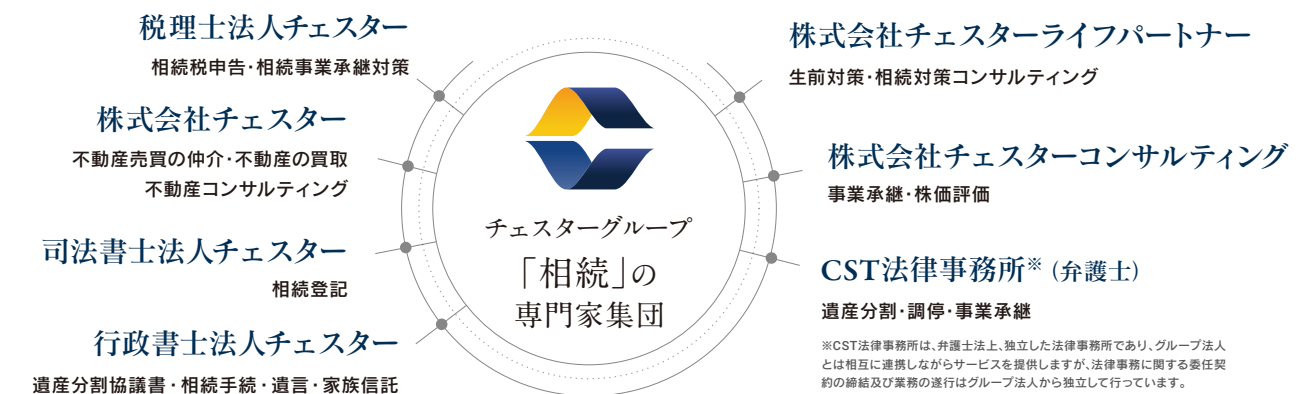 税理士法人チェスター
相続税申告・相続事業承継対策
株式会社チェスター
不動産売買の仲介・不動産の買取
不動産コンサルティング
司法書士法人チェスター
相続登記
行政書士法人チェスター
遺産分割協議書・相続手続・遺言・家族信託
チェスターグループ
「相続」の
専門家集団
株式会社チェスターライフパートナー
生前対策・相続対策コンサルティング
株式会社チェスターコンサルティング
事業承継・株価評価
CST法律事務所※（弁護士）
遺産分割・調停・事業承継
※CST法律事務所は、弁護士法上、独立した法律事務所であり、グループ法人
とは相互に連携しながらサービスを提供しますが、法律事務に関する委任契
約の締結及び業務の遂行はグループ法人から独立して行っています。